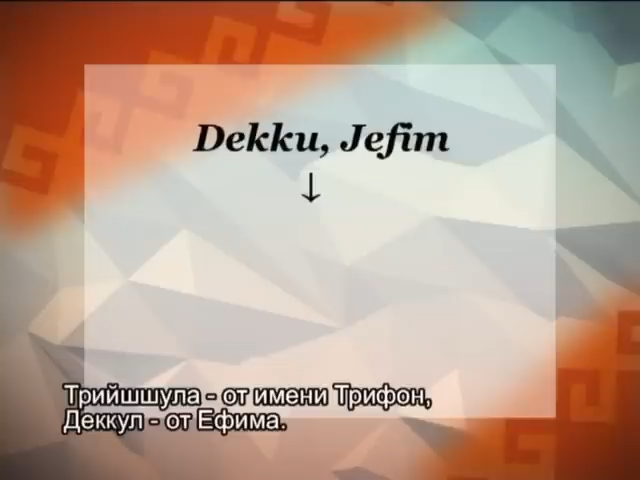 Dekku, Jefim
↓
Трийшшула - от имени Трифон,
Деккул - от Ефима.